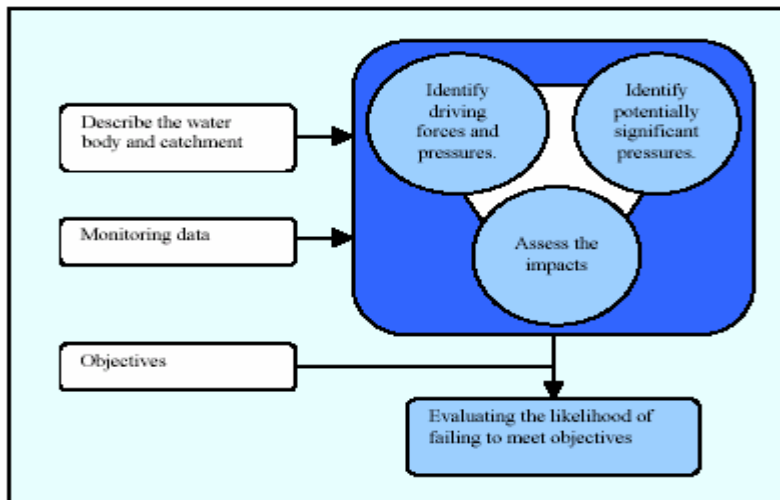 Describe the water
body and catchment
Monitoring data
Objectives
Identify
driving
forces and
pressures.
Identify
potentially
significant
pressures.
Assess the
impacts
Evaluating the likelihood of
failing to meet objectives